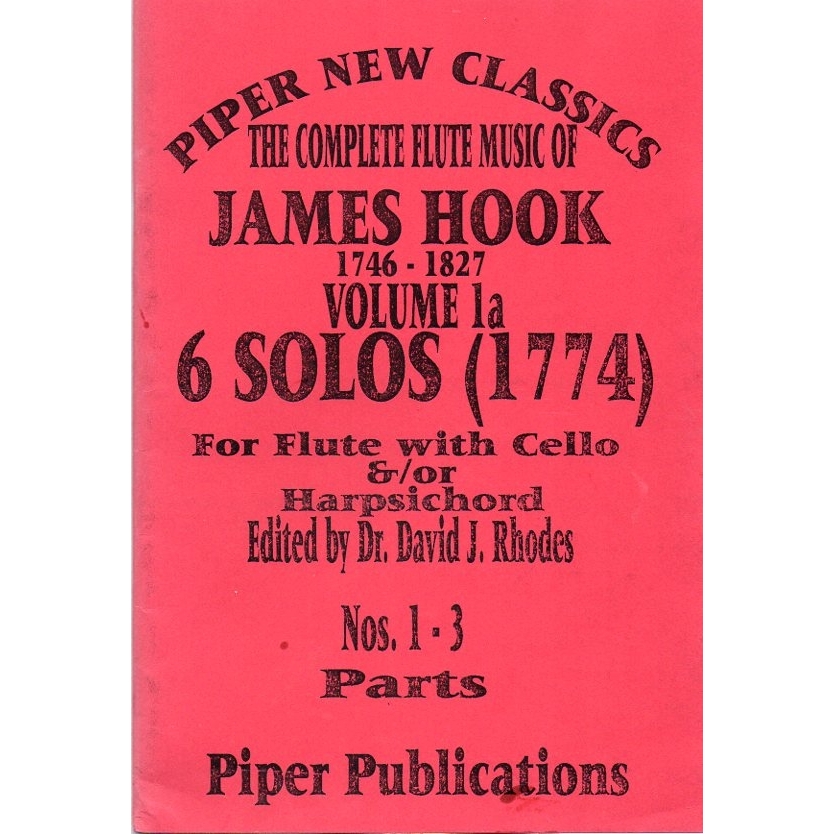 PIPER NEW CLASSICS
THE COMPLETE FLUTE MUSIC OF
JAMES HOOK
1746 - 1827
VOLUME 1a
6 SOLOS (1774)
For Flute with Cello
&/or
Harpsichord
Edited by Dr. David J. Rhodes
Nos. 1 - 3
Parts
Piper Publications